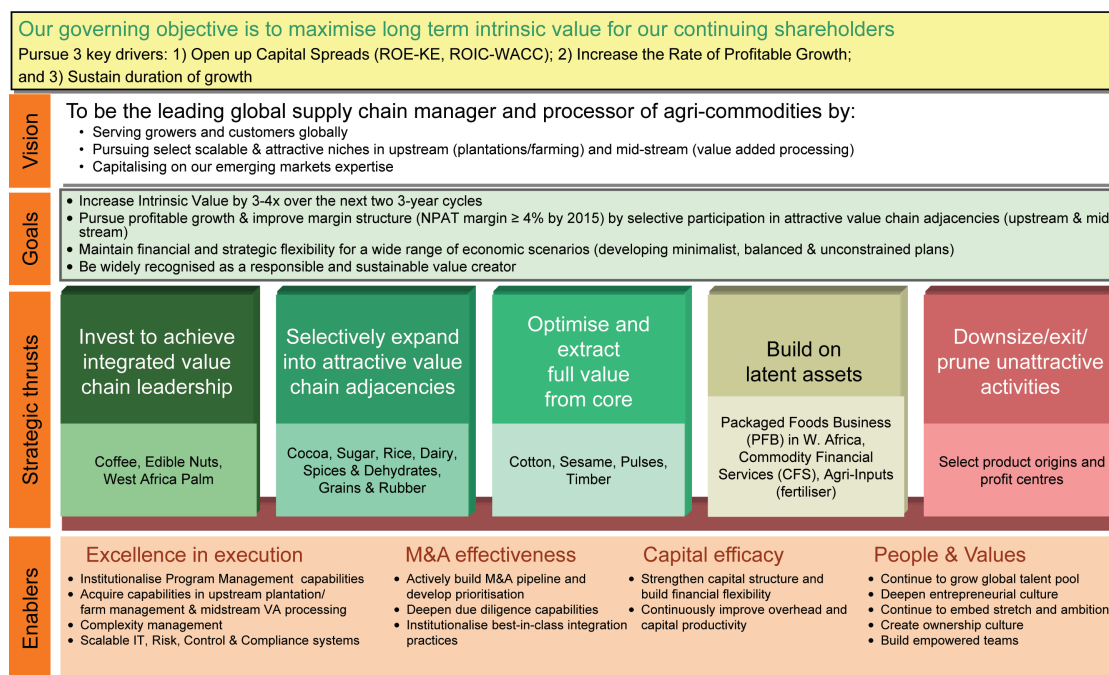 Our governing objective is to maximise long term intrinsic value for our continuing shareholders
Pursue 3 key drivers: 1) Open up Capital Spreads (ROE-KE, ROIC-WACC); 2) Increase the Rate of Profitable Growth;
and 3) Sustain duration of growth
Vision
To be the leading global supply chain manager and processor of agri-commodities by:
• Serving growers and customers globally
• Pursuing select scalable & attractive niches in upstream (plantations/farming) and mid-stream (value added processing)
• Capitalising on our emerging markets expertise
Goals
• Increase Intrinsic Value by 3-4x over the next two 3-year cycles
• Pursue profitable growth & improve margin structure (NPAT margin ≥ 4% by 2015) by selective participation in attractive value chain adjacencies (upstream & mid
stream)
• Maintain financial and strategic flexibility for a wide range of economic scenarios (developing minimalist, balanced & unconstrained plans)
• Be widely recognised as a responsible and sustainable value creator
Strategic thrusts
Invest to achieve
integrated value
chain leadership
Coffee, Edible Nuts,
West Africa Palm
Selectively expand
into attractive value
chain adjacencies
Cocoa, Sugar, Rice, Dairy,
Spices & Dehydrates,
Grains & Rubber
Optimise and
extract
full value
from core
Cotton, Sesame, Pulses,
Timber
Build on
latent assets
Packaged Foods Business
(PFB) in W. Africa,
Commodity Financial
Services (CFS), Agri-Inputs
(fertiliser)
Downsize/exit/
prune unattractive
activities
Select product origins and
profit centres
Enablers
Excellence in execution
• Institutionalise Program Management capabilities
• Acquire capabilities in upstream plantation/
farm management & midstream VA processing
• Complexity management
• Scalable IT, Risk, Control & Compliance systems
M&A effectiveness
• Actively build M&A pipeline and
develop prioritisation
• Deepen due diligence capabilities
• Institutionalise best-in-class integration
practices
Capital efficacy
• Strengthen capital structure and
build financial flexibility
• Continuously improve overhead and
capital productivity
People & Values
• Continue to grow global talent pool
• Deepen entrepreneurial culture
• Continue to embed stretch and ambition
• Create ownership culture
• Build empowered teams